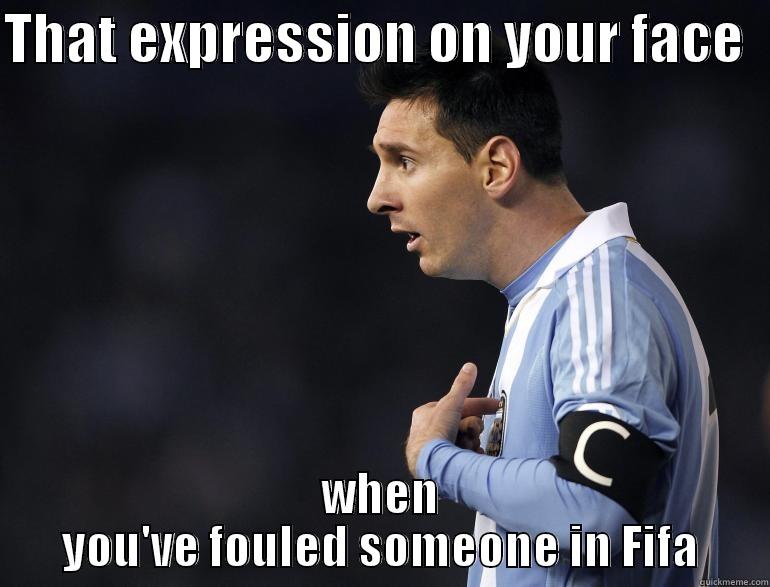 That expression on your face
C
when
you've fouled someone in Fifa
quickmeme.com